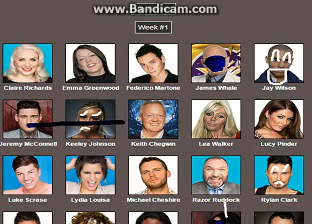 www.Bandicam.com
Week #1
Claire Richards Emma Greenwood Federico Martone James Whale Jay Wilson
Jeremy McConnell Keeley Johnson Keith Chegwin Lea Walker Lucy Pinder
Luke Scrase Lydia Louisa Michael Cheshire Razor Ruddock Rylan Clark